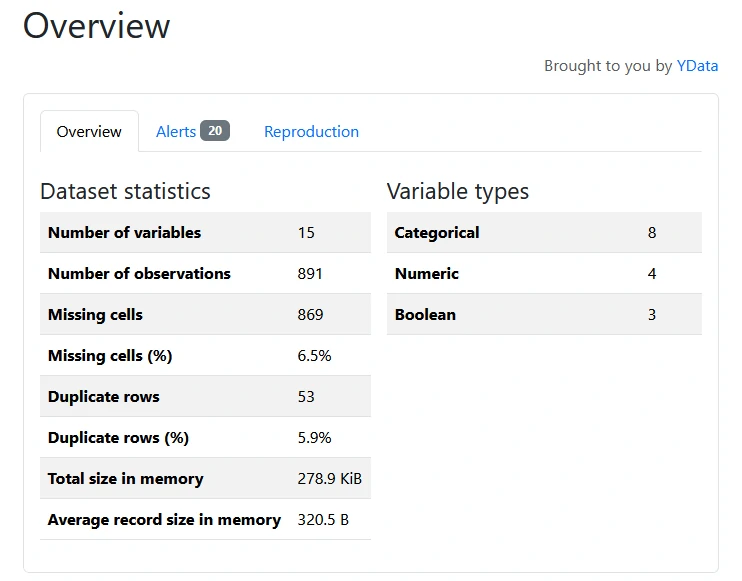 Overview
Brought to you by YData
Overview Alerts 20 Reproduction
Dataset statistics
Number of variables 15
Number of observations 891
Missing cells 869
Missing cells (%) 6.5%
Duplicate rows 53
Duplicate rows (%) 5.9%
Total size in memory 278.9 KiB
Average record size in memory 320.5 B
Variable types
Categorical 8
Numeric 4
Boolean 3